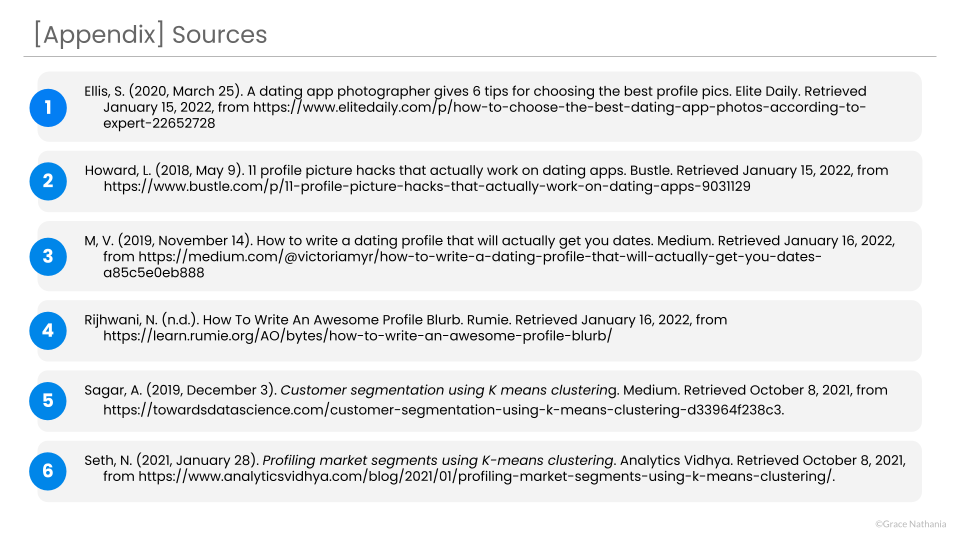 [Appendix] Sources
1
Ellis, S. (2020, March 25). A dating app photographer gives 6 tips for choosing the best profile pics. Elite Daily. Retrieved
January 15, 2022, from https://www.elitedaily.com/p/how-to-choose-the-best-dating-app-photos-according-to-
expert-22652728
2
Howard, L. (2018, May 9). 11 profile picture hacks that actually work on dating apps. Bustle. Retrieved January 15, 2022, from
https://www.bustle.com/p/11-profile-picture-hacks-that-actually-work-on-dating-apps-9031129
3
M, V. (2019, November 14). How to write a dating profile that will actually get you dates. Medium. Retrieved January 16, 2022,
from https://medium.com/@victoriamyr/how-to-write-a-dating-profile-that-will-actually-get-you-dates-
a85c5e0eb888
4
Rijhwani, N. (n.d.). How To Write An Awesome Profile Blurb. Rumie. Retrieved January 16, 2022, from
https://learn.rumie.org/AO/bytes/how-to-write-an-awesome-profile-blurb/
5
Sagar, A. (2019, December 3). Customer segmentation using K means clustering. Medium. Retrieved October 8, 2021, from
https://towardsdatascience.com/customer-segmentation-using-k-means-clustering-d33964f238c3.
6
Seth, N. (2021, January 28). Profiling market segments using K-means clustering. Analytics Vidhya. Retrieved October 8, 2021,
from https://www.analyticsvidhya.com/blog/2021/01/profiling-market-segments-using-k-means-clustering/.
©Grace Nathania